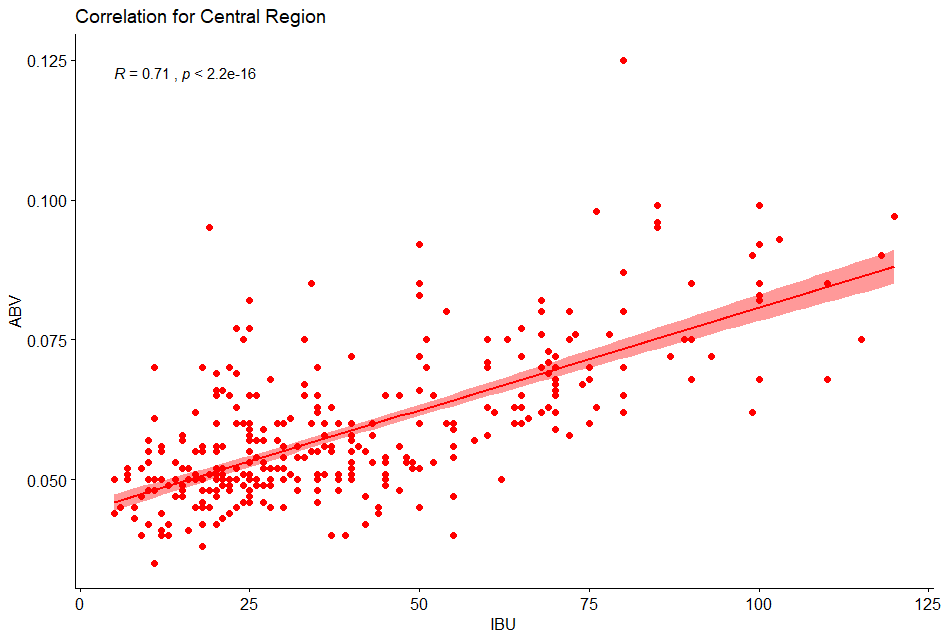 Correlation for Central Region
R = 0.71 , p < 2.2e-16
0.125
0.100
0.075
0.050
ABV
0
25
50
75
100
125
IBU